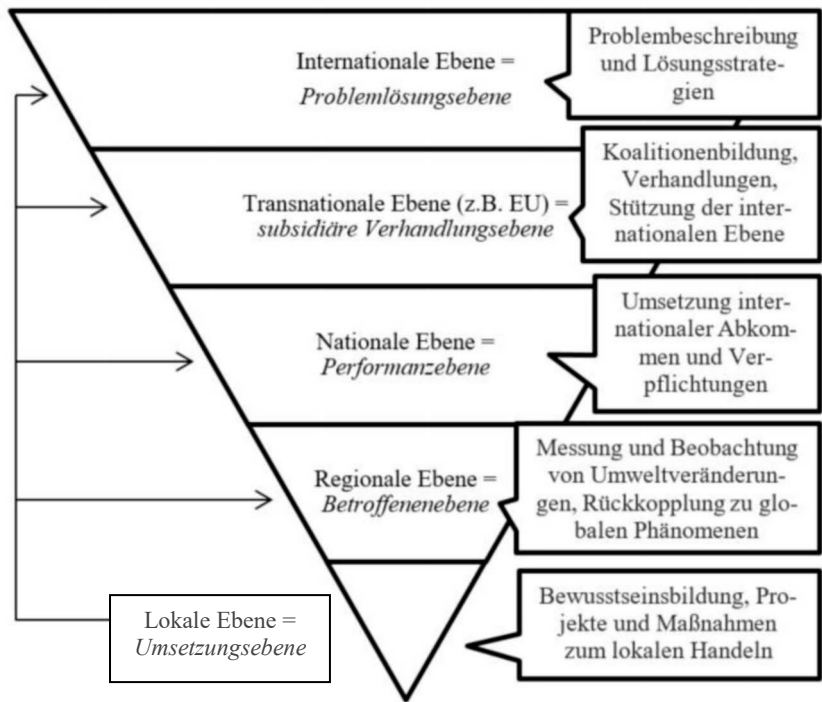 Internationale Ebene =
Problemlösungsebene
Problembeschreibung
und Lösungsstrate-
gien
Transnationale Ebene (z.B. EU) =
subsidiäre Verhandlungsebene
Koalitionenbildung,
Verhandlungen,
Stützung der inter-
nationalen Ebene
Nationale Ebene =
Performanzebene
Umsetzung inter-
nationaler Abkom-
men und Ver-
pflichtungen
Regionale Ebene =
Betroffenenebene
Messung und Beobachtung
von Umweltveränderun-
gen, Rückkopplung zu glo-
balen Phänomenen
Lokale Ebene =
Umsetzungsebene
Bewusstseinsbildung, Pro-
jekte und Maßnahmen
zum lokalen Handeln